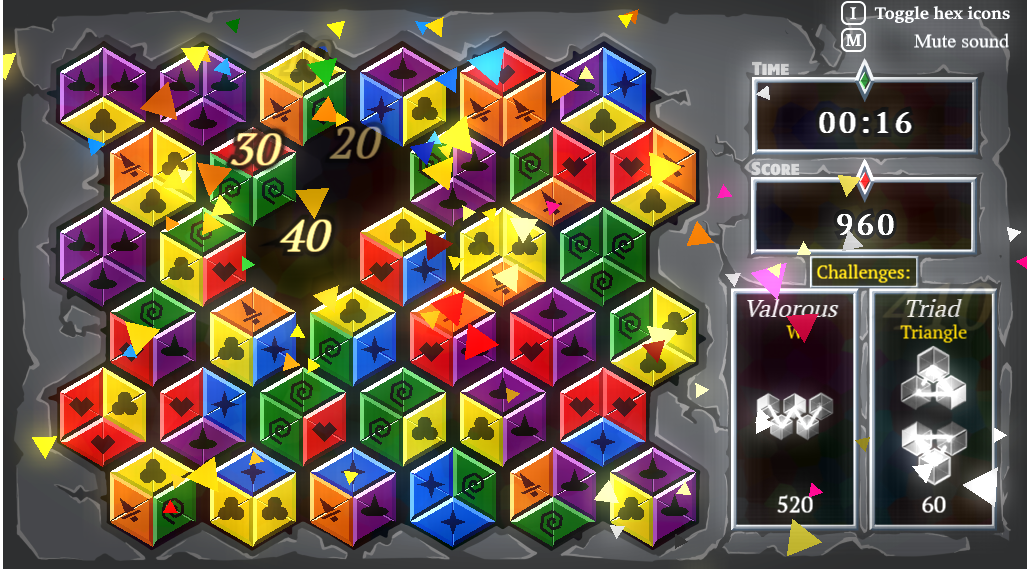 I Toggle hex icons
M Mute sound
TIME
00:16
SCORE
960
30
20
40
Challenges:
Valorous
W
520
Triad
Triangle
60